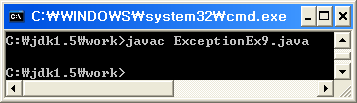 C:₩WINDOWS₩system32₩cmd.exe
C:₩jdk1.5₩work>javac ExceptionEx9.java
C:₩jdk1.5₩work>